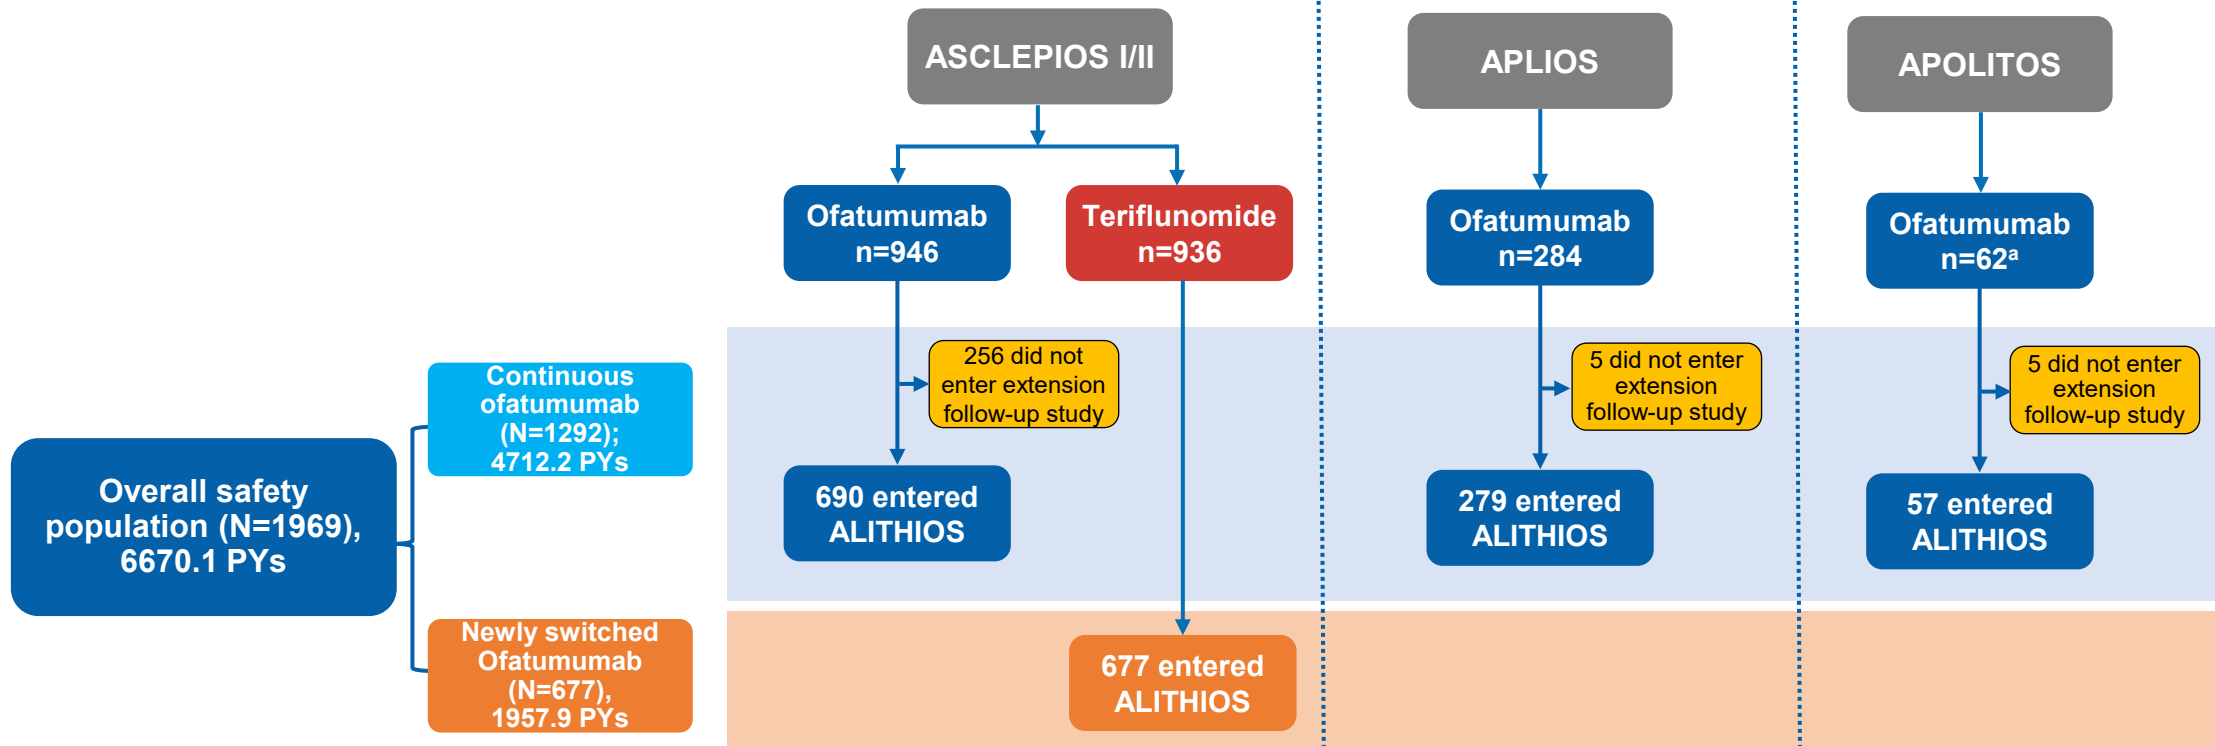 ASCLEPIOS I/II
APLIOS
APOLITOS
Ofatumumab
n=946
Teriflunomide
n=936
Ofatumumab
n=284
Ofatumumab
n=62ᵃ
256 did not
enter extension
follow-up study
5 did not enter
extension
follow-up study
5 did not enter
extension
follow-up study
Continuous
ofatumumab
(N=1292);
4712.2 PYs
Overall safety
population (N=1969),
6670.1 PYs
690 entered
ALITHIOS
279 entered
ALITHIOS
57 entered
ALITHIOS
Newly switched
Ofatumumab
(N=677),
1957.9 PYs
677 entered
ALITHIOS